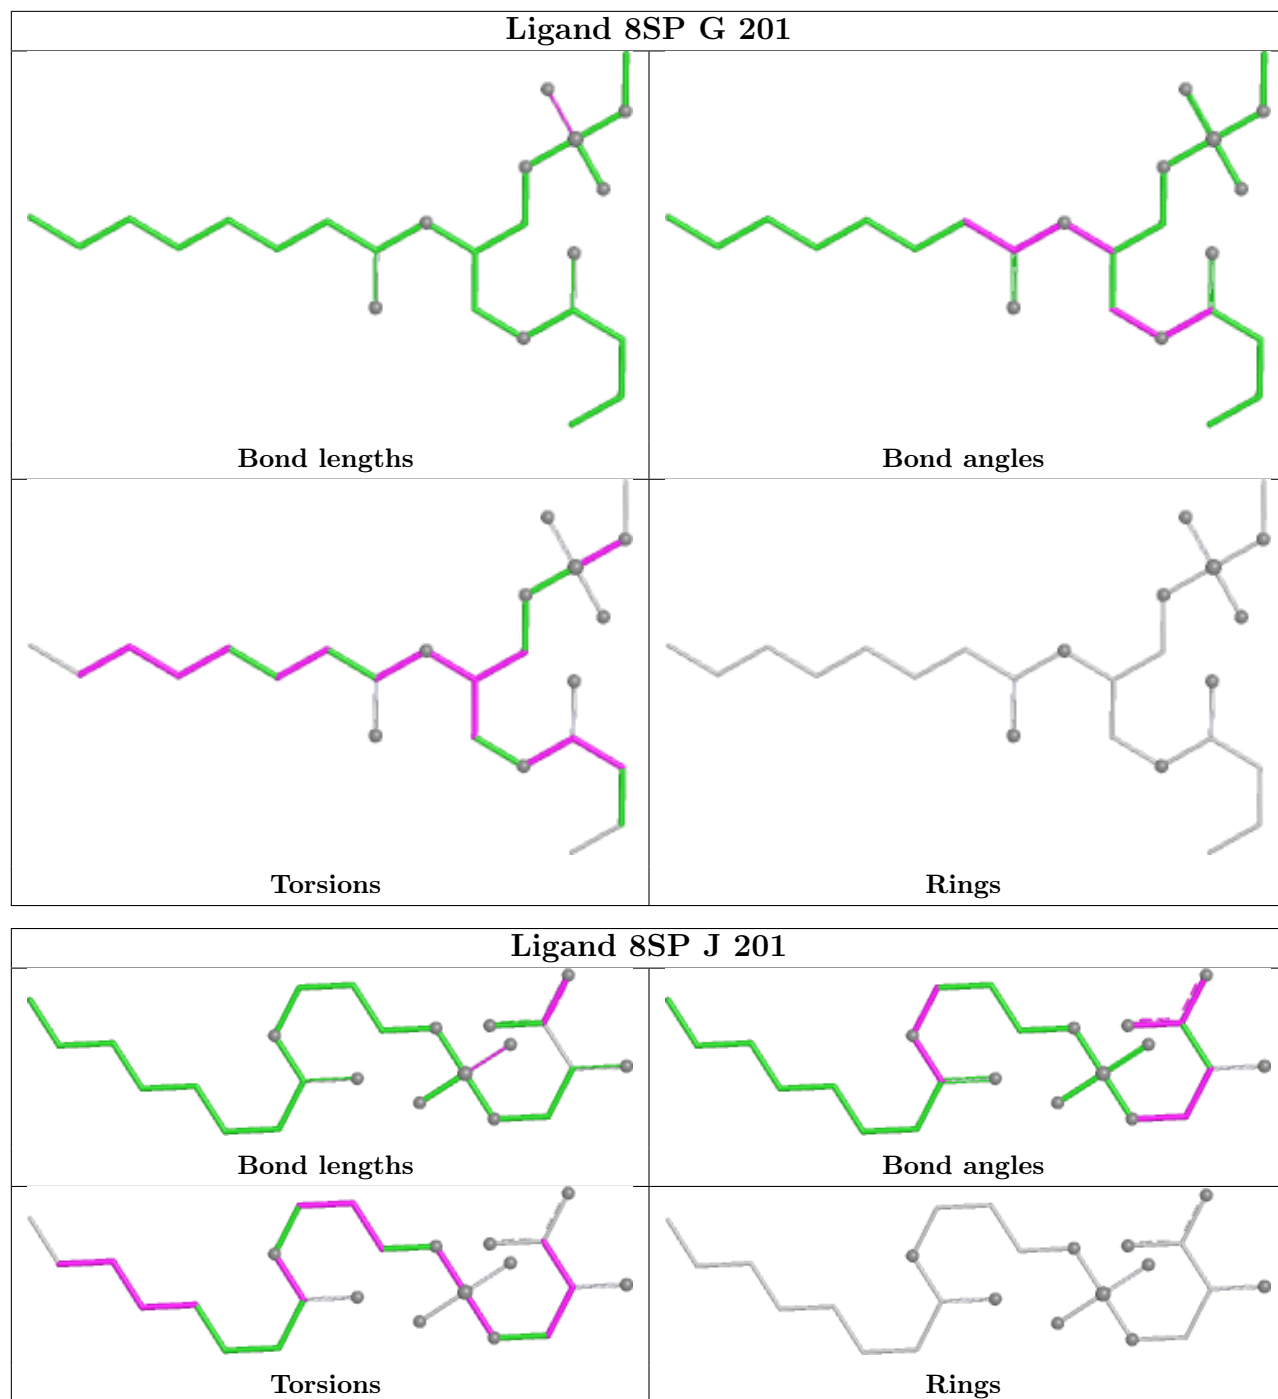 Ligand 8SP G 201
Bond lengths
Bond angles
Torsions
Rings
Ligand 8SP J 201
Bond lengths
Bond angles
Torsions
Rings